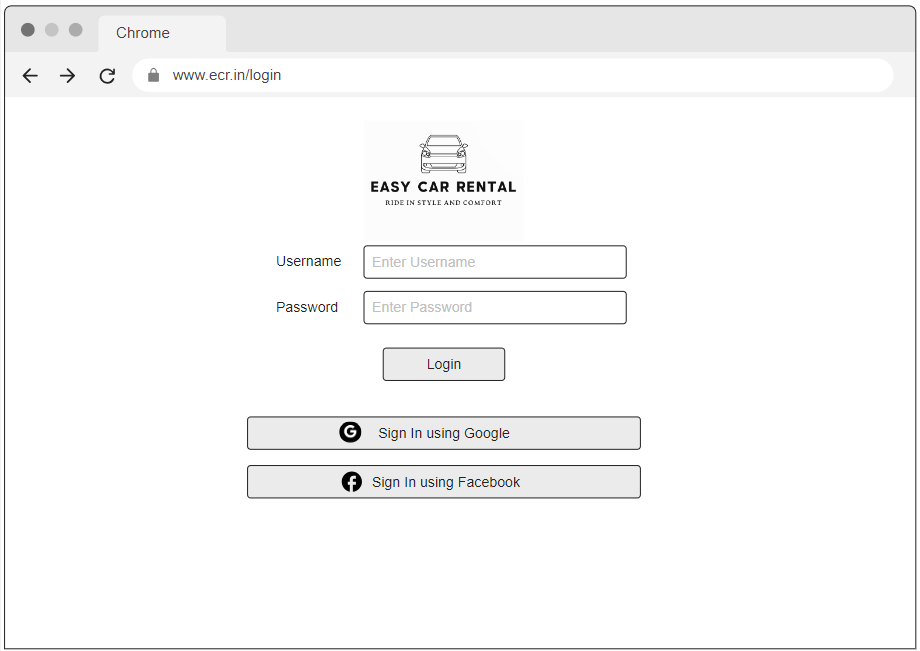 Chrome
www.ecr.in/login
EASY CAR RENTAL
RIDE IN STYLE AND COMFORT
Username Enter Username
Password Enter Password
Login
G Sign In using Google
f Sign In using Facebook